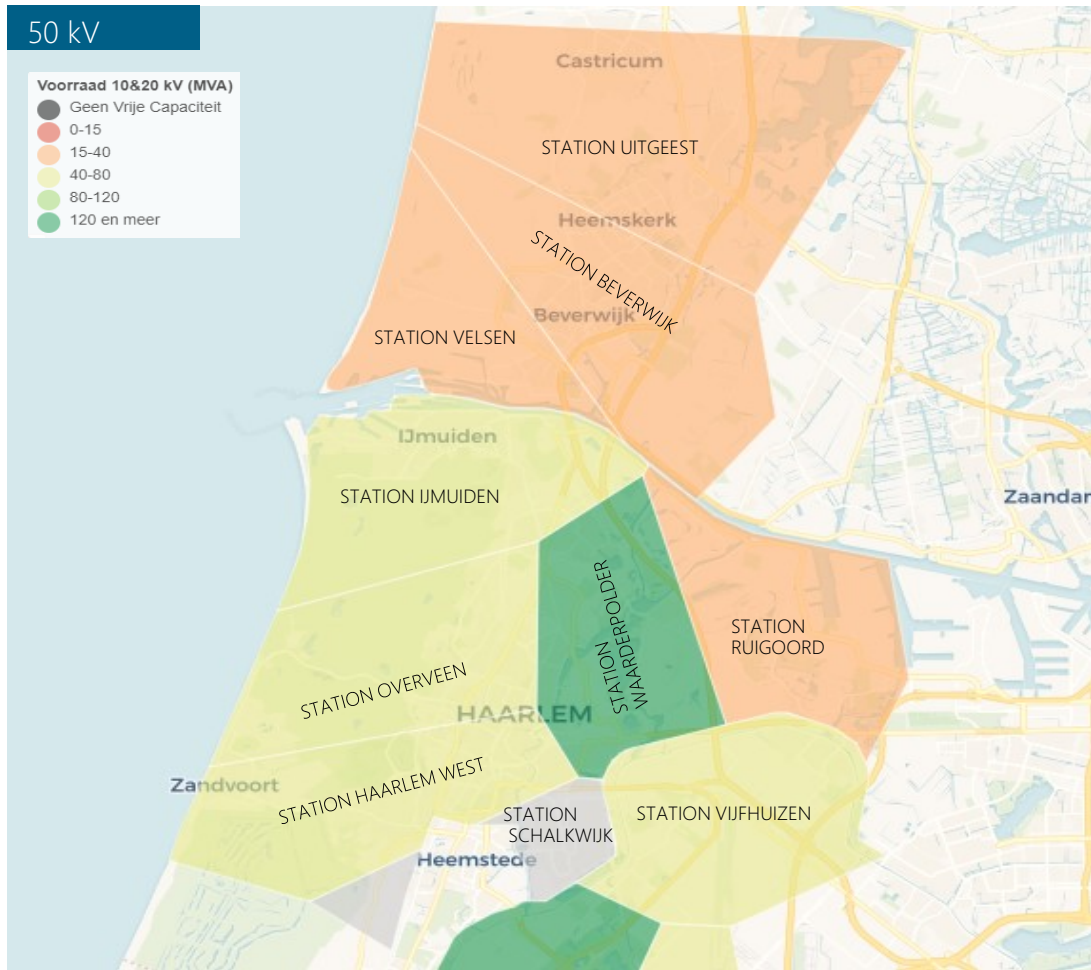 50 kV
Voorraad 10&20 kV (MVA)
Geen Vrije Capaciteit
0-15
15-40
40-80
80-120
120 en meer
Castricum
STATION UITGEEST
Heemskerk
STATION BEVERWIJK
Beverwijk
STATION VELSEN
IJmuiden
STATION IJMUIDEN
Zaandar
STATION
WAARDERPOLDER
STATION
RUIGOORD
STATION OVERVEEN
HAARLEM
Zandvoort
STATION HAARLEM WEST
STATION
SCHALKWIJK
STATION VIJFHUIZEN
Heemstede